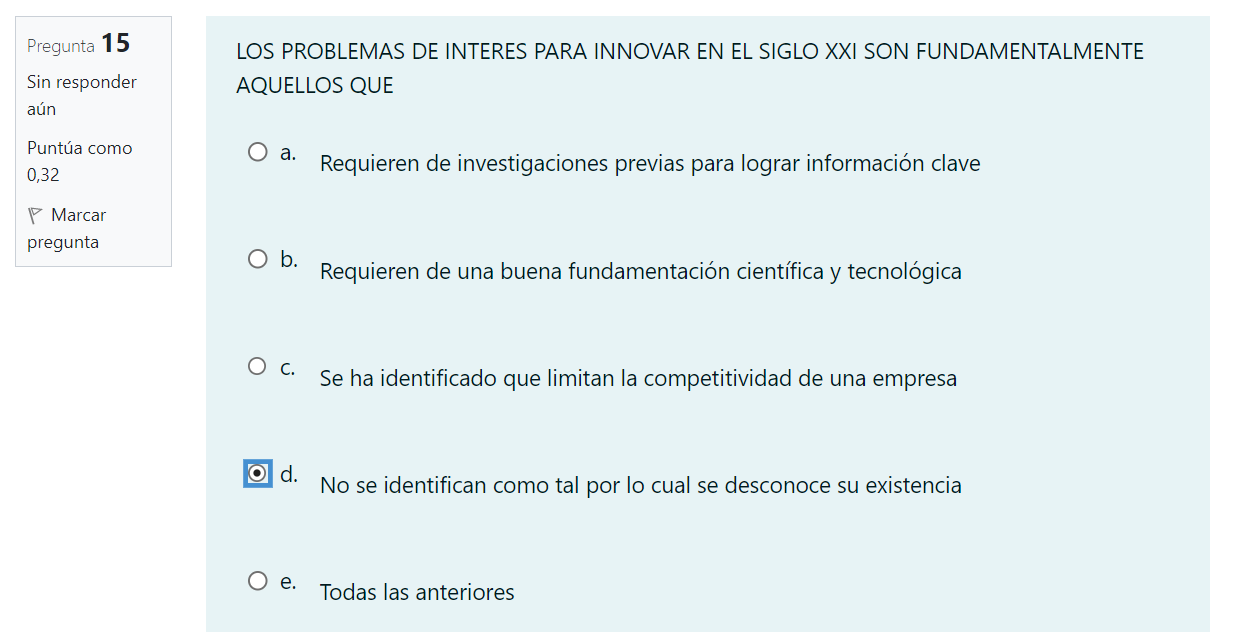 Pregunta 15
Sin responder
aún
Puntúa como
0,32
Marcar
pregunta
LOS PROBLEMAS DE INTERES PARA INNOVAR EN EL SIGLO XXI SON FUNDAMENTALMENTE
AQUELLOS QUE
a. Requieren de investigaciones previas para lograr información clave
b. Requieren de una buena fundamentación científica y tecnológica
c. Se ha identificado que limitan la competitividad de una empresa
d. No se identifican como tal por lo cual se desconoce su existencia
e. Todas las anteriores